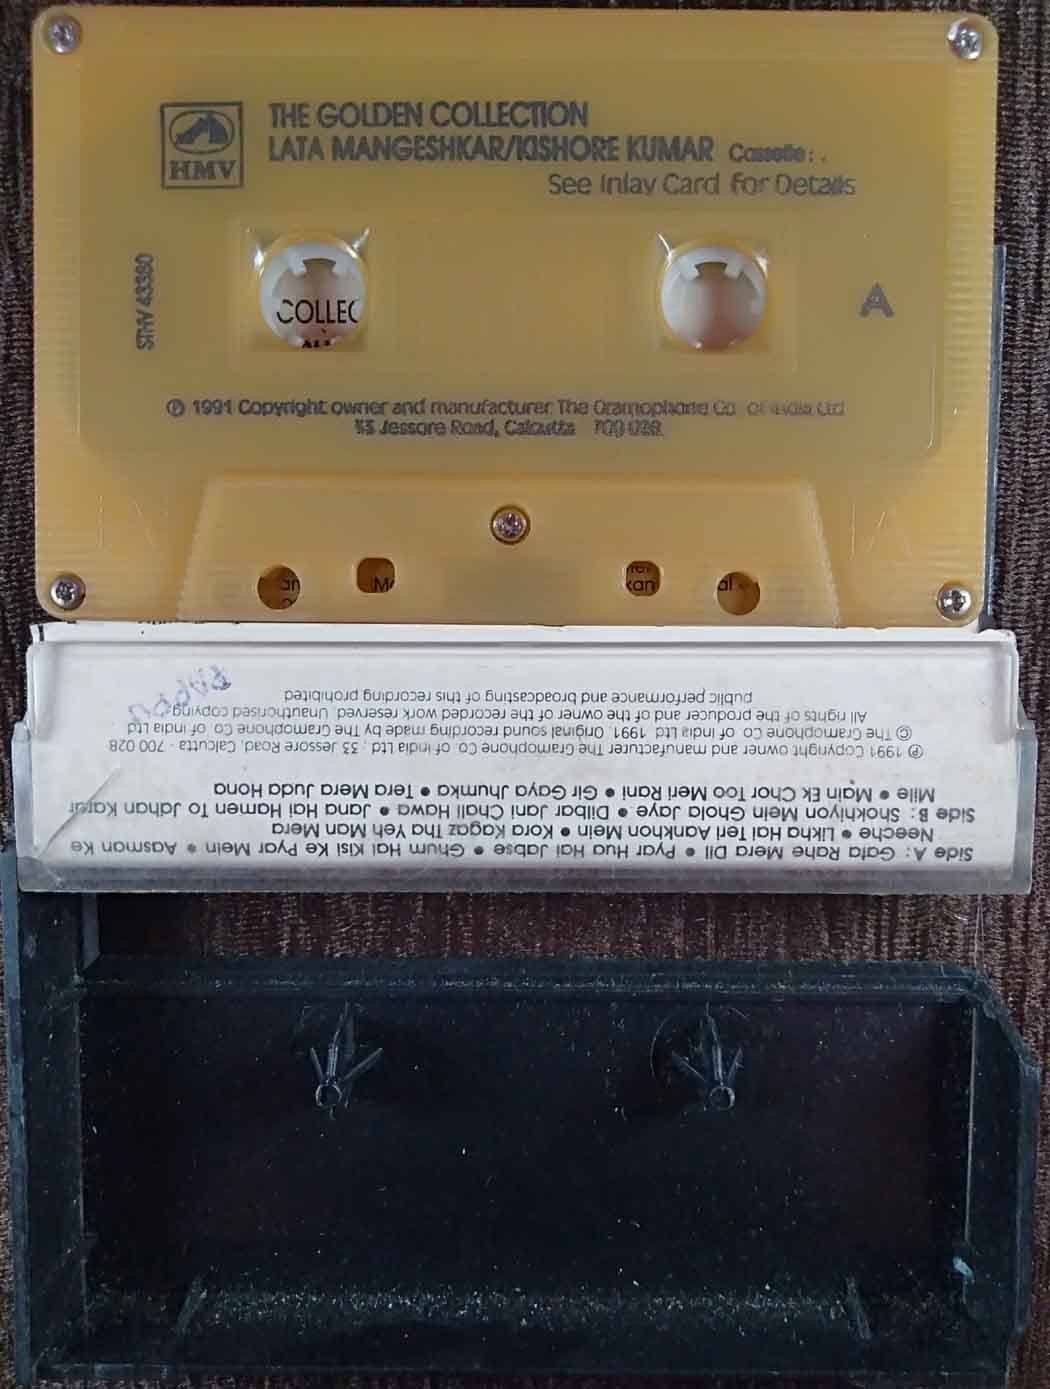 HMV
THE GOLDEN COLLECTION
LATA MANGESHKAR/KISHORE KUMAR Cassette :
See Inlay Card For Details
STHV 43380
COLLEC
A
℗ 1991 Copyright owner and manufacturer The Gramophone Co. of India Ltd
33 Jessore Road, Calcutta 700 028.
Side A : Gata Rahe Mera Dil • Pyar Hua Hai Jabse • Ghum Hai Kisi Ke Pyar Mein • Aasman Ke
Neeche • Likha Hai Teri Aankhon Mein • Kora Kagaz Tha Yeh Man Mera
Side B : Shokhiyon Mein Ghola Jaye • Dilbar Jani Chali Hawa • Jana Hai Hamen To Jahan Karar
Mile • Main Ek Chor Too Meri Rani • Gir Gaya Jhumka • Tera Mera Juda Hona
℗ 1991 Copyright owner and manufacturer The Gramophone Co. of India Ltd ; 33 Jessore Road, Calcutta - 700 028
© The Gramophone Co. of India Ltd. 1991. Original sound recording made by The Gramophone Co. of India Ltd
All rights of the producer and of the owner of the recorded work reserved. Unauthorised copying,
public performance and broadcasting of this recording prohibited